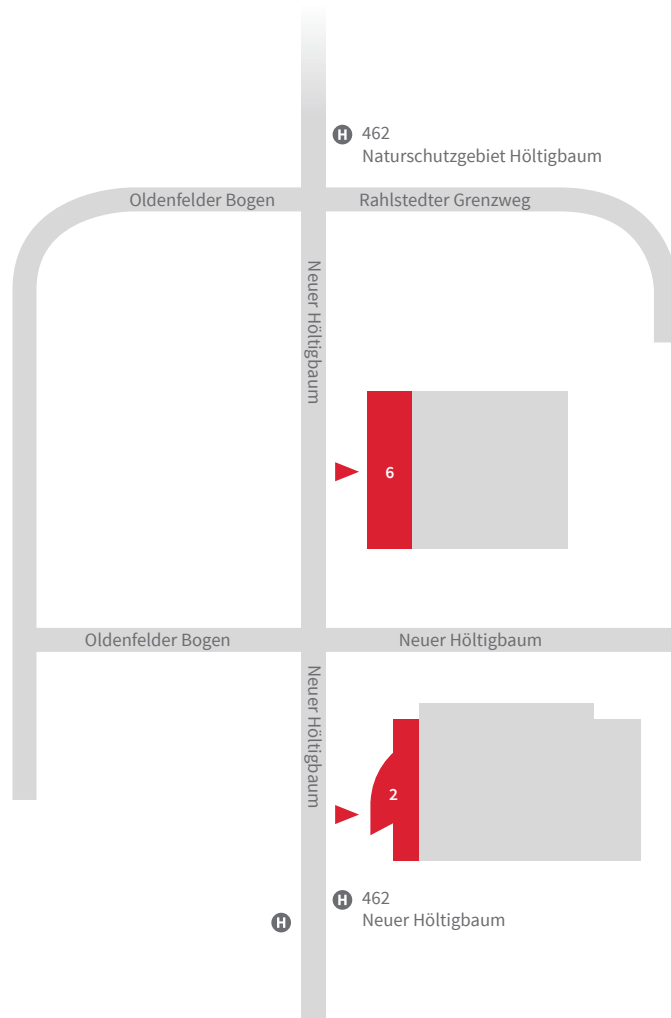 H 462
Naturschutzgebiet Höltigbaum
Oldenfelder Bogen
Rahlstedter Grenzweg
Neuer Höltigbaum
6
Oldenfelder Bogen
Neuer Höltigbaum
Neuer Höltigbaum
2
H 462
Neuer Höltigbaum
H